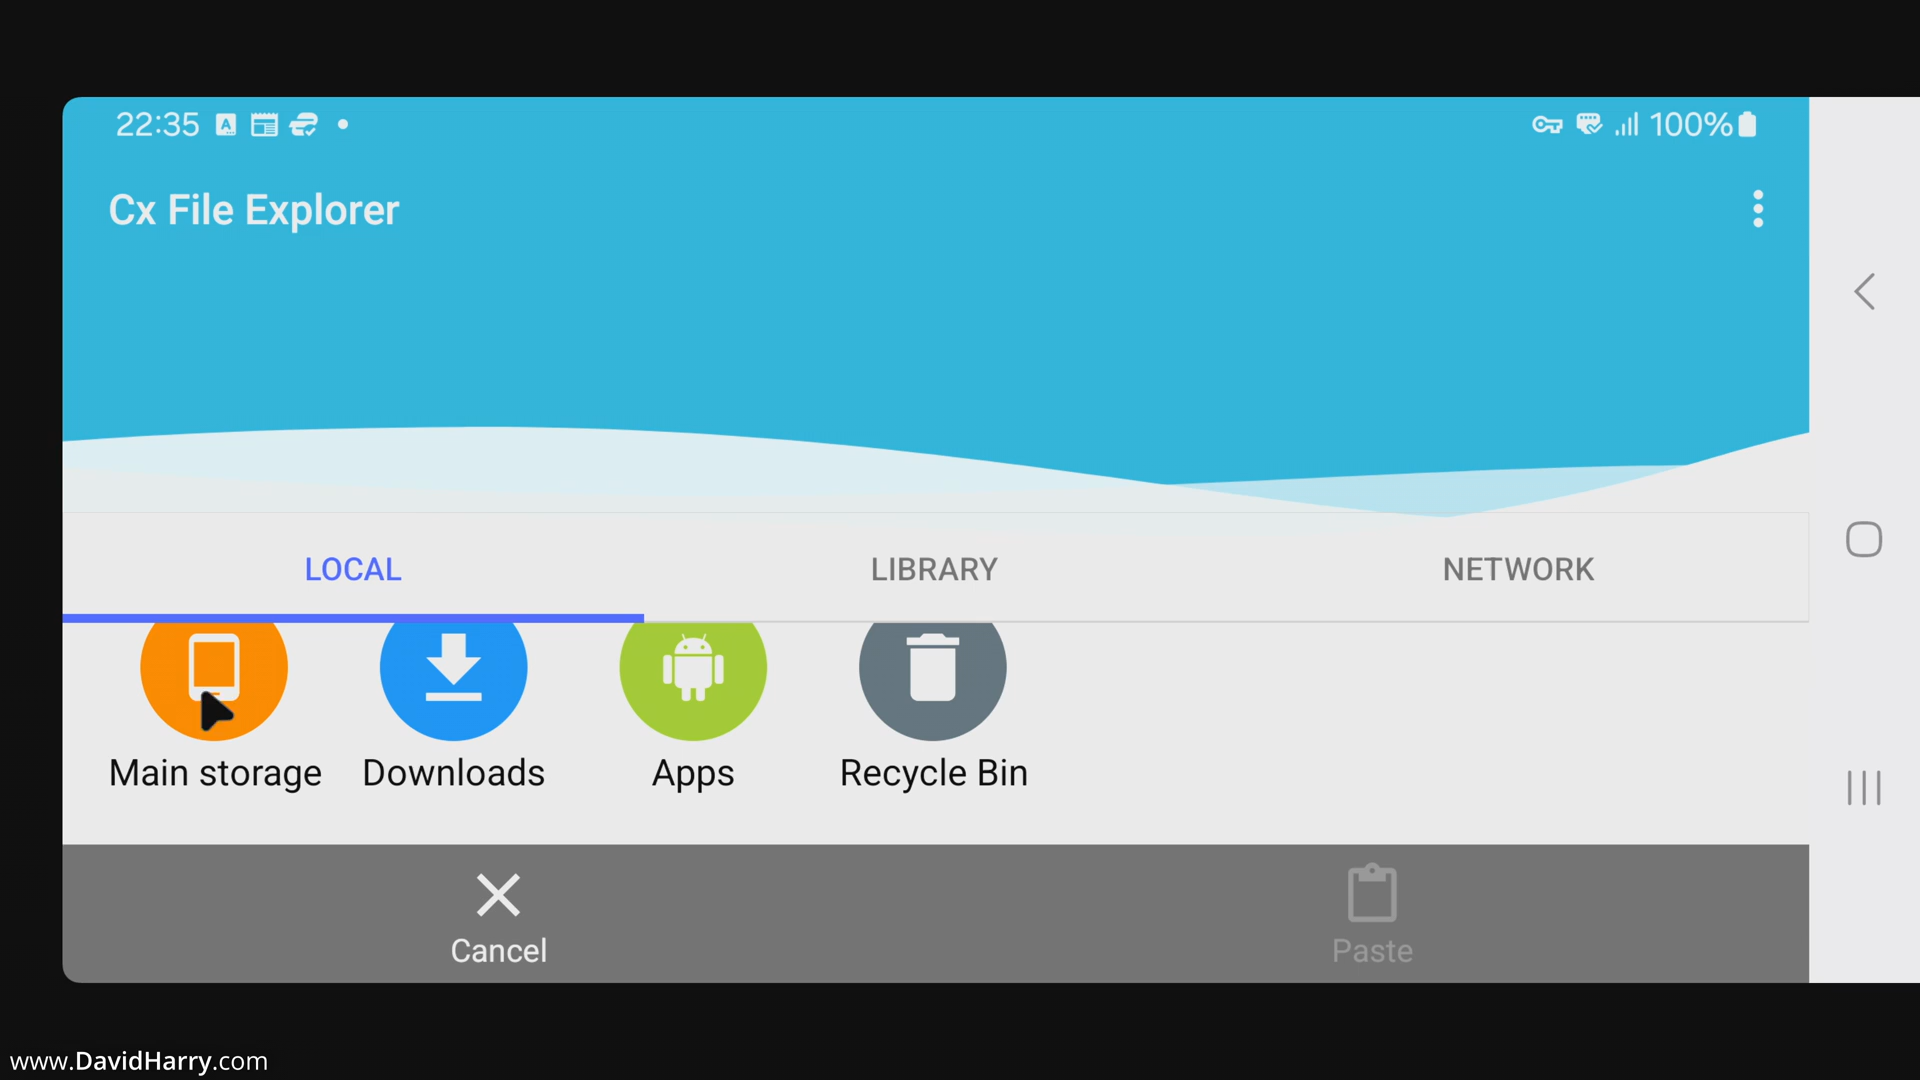 22:35
100%
Cx File Explorer
LOCAL
LIBRARY
NETWORK
Main storage
Downloads
Apps
Recycle Bin
Cancel
Paste
www.DavidHarry.com